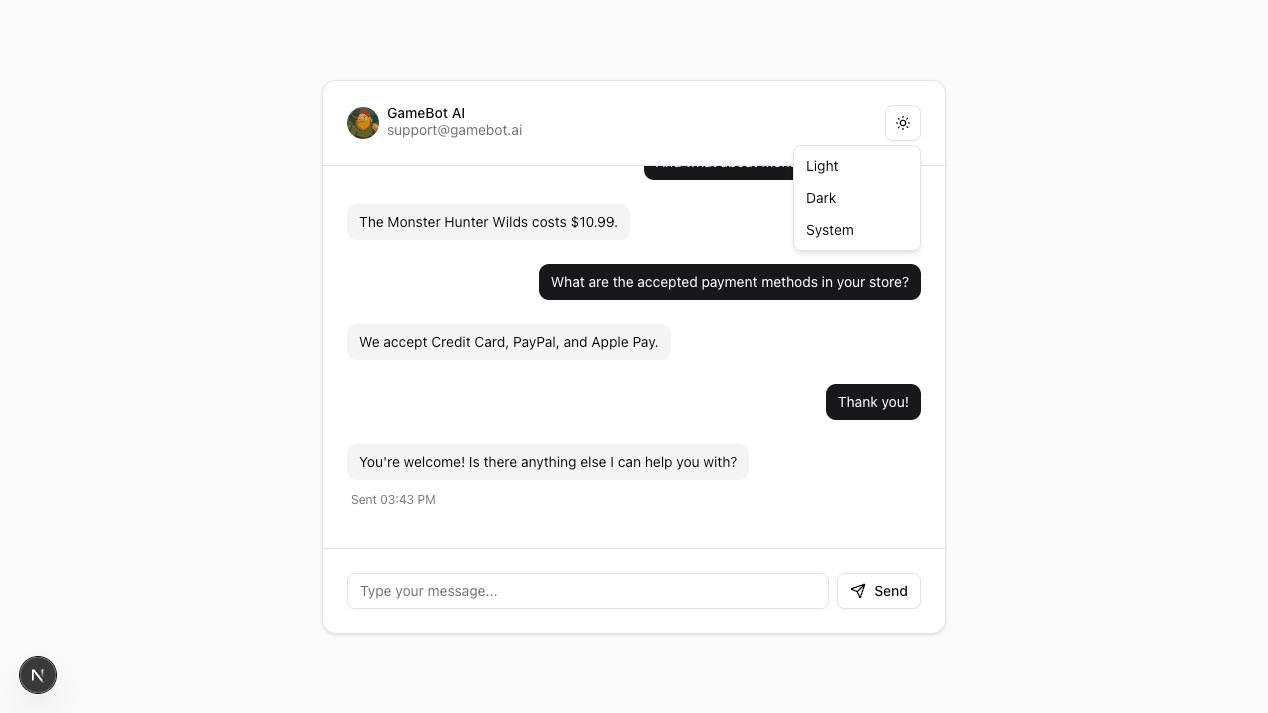 GameBot AI
support@gamebot.ai
Light
Dark
System
The Monster Hunter Wilds costs $10.99.
What are the accepted payment methods in your store?
We accept Credit Card, PayPal, and Apple Pay.
Thank you!
You're welcome! Is there anything else I can help you with?
Sent 03:43 PM
Type your message...
Send
N